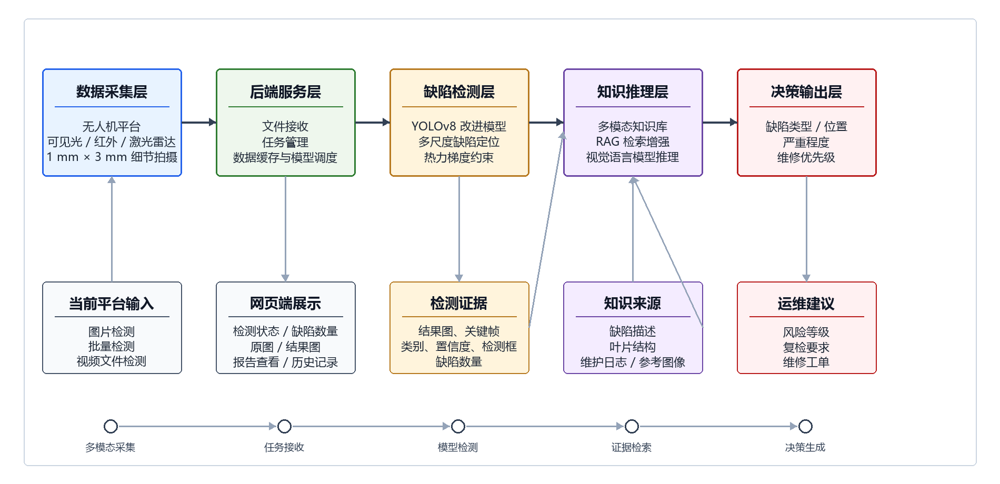 数据采集层
无人机平台
可见光 / 红外 / 激光雷达
1 mm × 3 mm 细节拍摄
后端服务层
文件接收
任务管理
数据缓存与模型调度
缺陷检测层
YOLOv8 改进模型
多尺度缺陷定位
热力梯度约束
知识推理层
多模态知识库
RAG 检索增强
视觉语言模型推理
决策输出层
缺陷类型 / 位置
严重程度
维修优先级
当前平台输入
图片检测
批量检测
视频文件检测
网页端展示
检测状态 / 缺陷数量
原图 / 结果图
报告查看 / 历史记录
检测证据
结果图、关键帧
类别、置信度、检测框
缺陷数量
知识来源
缺陷描述
叶片结构
维护日志 / 参考图像
运维建议
风险等级
复检要求
维修工单
多模态采集
任务接收
模型检测
证据检索
决策生成